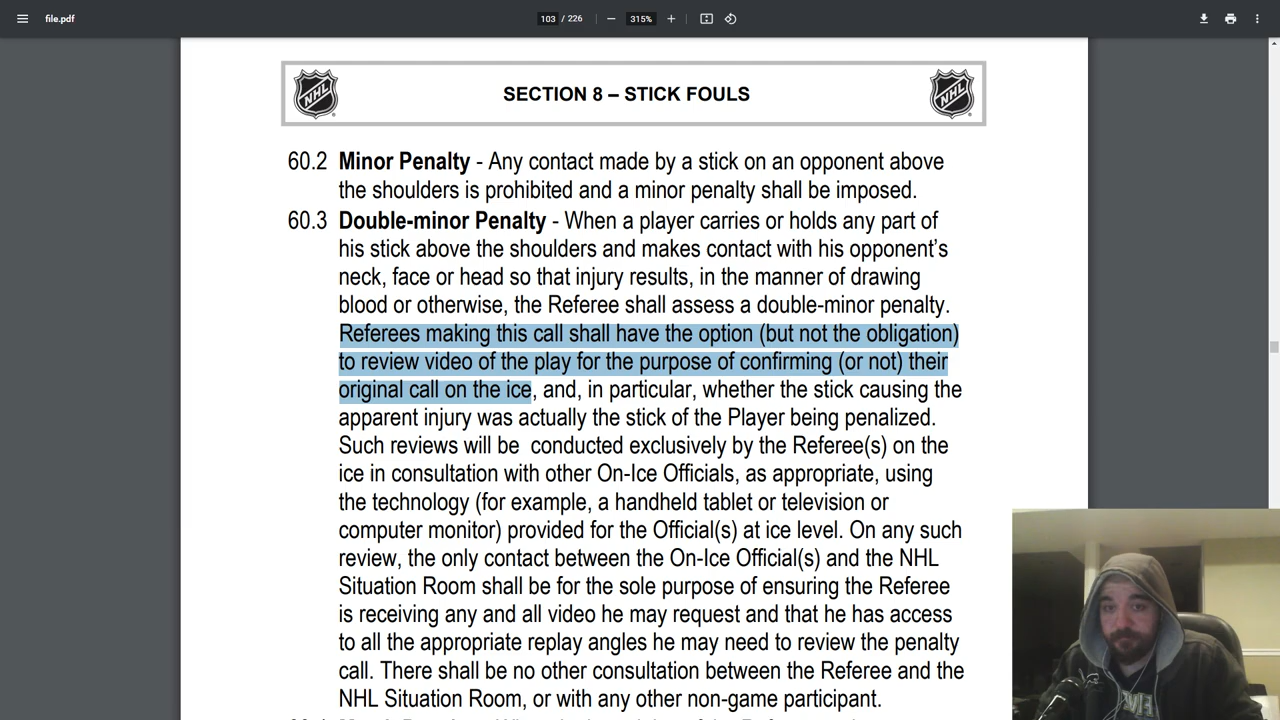 file.pdf
103 / 226
315%
NHL
SECTION 8 – STICK FOULS
NHL
60.2 Minor Penalty - Any contact made by a stick on an opponent above
the shoulders is prohibited and a minor penalty shall be imposed.
60.3 Double-minor Penalty - When a player carries or holds any part of
his stick above the shoulders and makes contact with his opponent’s
neck, face or head so that injury results, in the manner of drawing
blood or otherwise, the Referee shall assess a double-minor penalty.
Referees making this call shall have the option (but not the obligation)
to review video of the play for the purpose of confirming (or not) their
original call on the ice, and, in particular, whether the stick causing the
apparent injury was actually the stick of the Player being penalized.
Such reviews will be conducted exclusively by the Referee(s) on the
ice in consultation with other On-Ice Officials, as appropriate, using
the technology (for example, a handheld tablet or television or
computer monitor) provided for the Official(s) at ice level. On any such
review, the only contact between the On-Ice Official(s) and the NHL
Situation Room shall be for the sole purpose of ensuring the Referee
is receiving any and all video he may request and that he has access
to all the appropriate replay angles he may need to review the penalty
call. There shall be no other consultation between the Referee and the
NHL Situation Room, or with any other non-game participant.